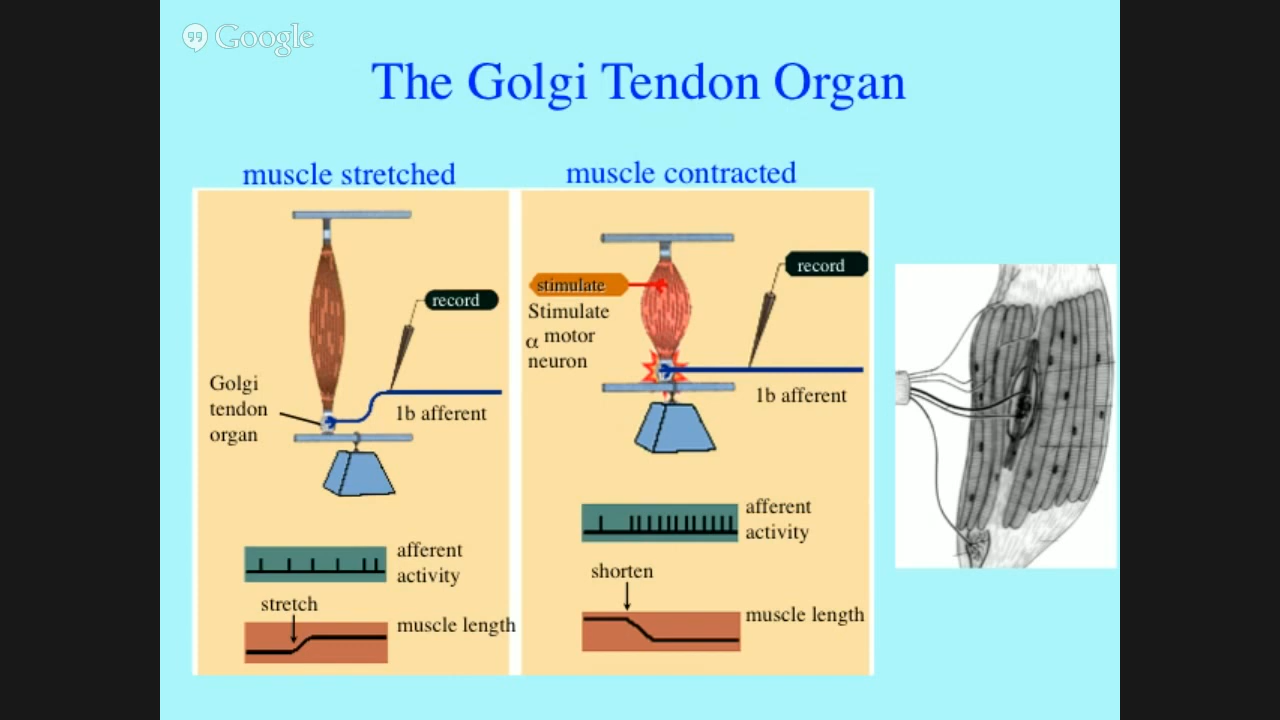 Google
The Golgi Tendon Organ
muscle stretched
record
Golgi
tendon
organ
1b afferent
afferent
activity
stretch
muscle length
muscle contracted
record
stimulate
Stimulate
α motor
neuron
1b afferent
afferent
activity
shorten
muscle length